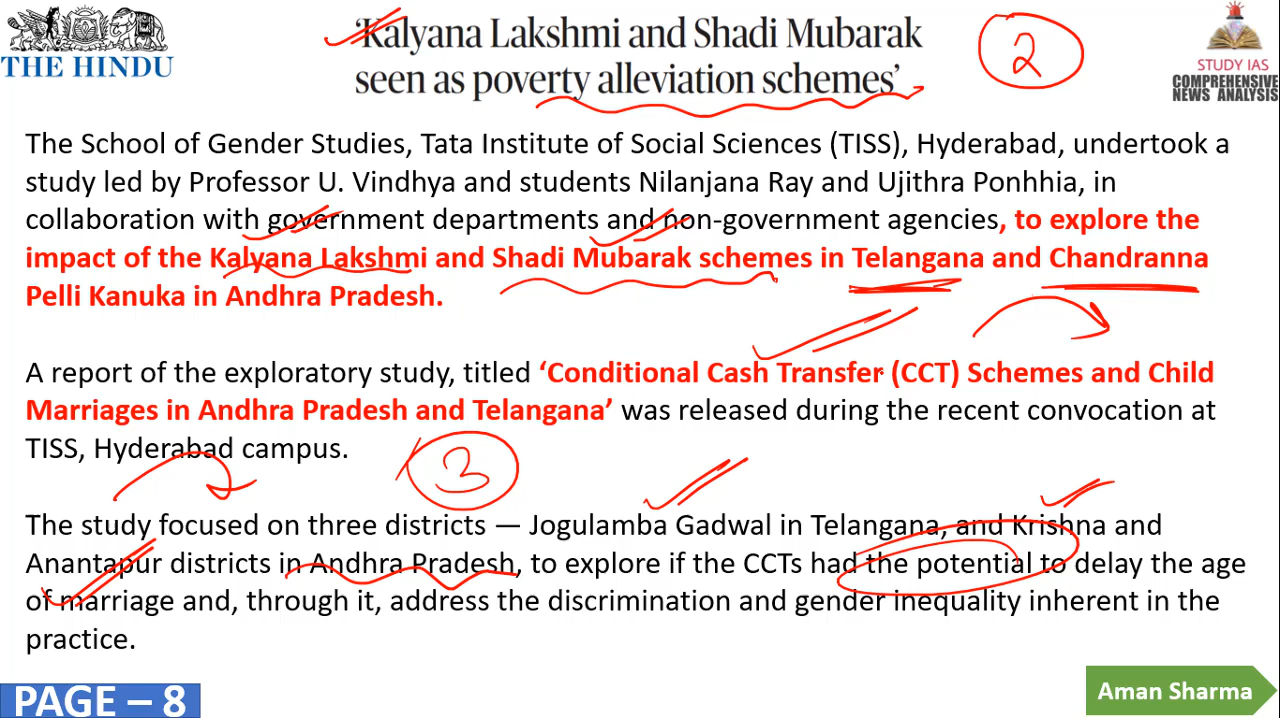 THE HINDU
'Kalyana Lakshmi and Shadi Mubarak
seen as poverty alleviation schemes'
2
STUDY IAS
COMPREHENSIVE
NEWS ANALYSIS
The School of Gender Studies, Tata Institute of Social Sciences (TISS), Hyderabad, undertook a
study led by Professor U. Vindhya and students Nilanjana Ray and Ujithra Ponhhia, in
collaboration with government departments and non-government agencies, to explore the
impact of the Kalyana Lakshmi and Shadi Mubarak schemes in Telangana and Chandranna
Pelli Kanuka in Andhra Pradesh.
A report of the exploratory study, titled 'Conditional Cash Transfer (CCT) Schemes and Child
Marriages in Andhra Pradesh and Telangana' was released during the recent convocation at
TISS, Hyderabad campus.
3
The study focused on three districts — Jogulamba Gadwal in Telangana, and Krishna and
Anantapur districts in Andhra Pradesh, to explore if the CCTs had the potential to delay the age
of marriage and, through it, address the discrimination and gender inequality inherent in the
practice.
PAGE – 8
Aman Sharma